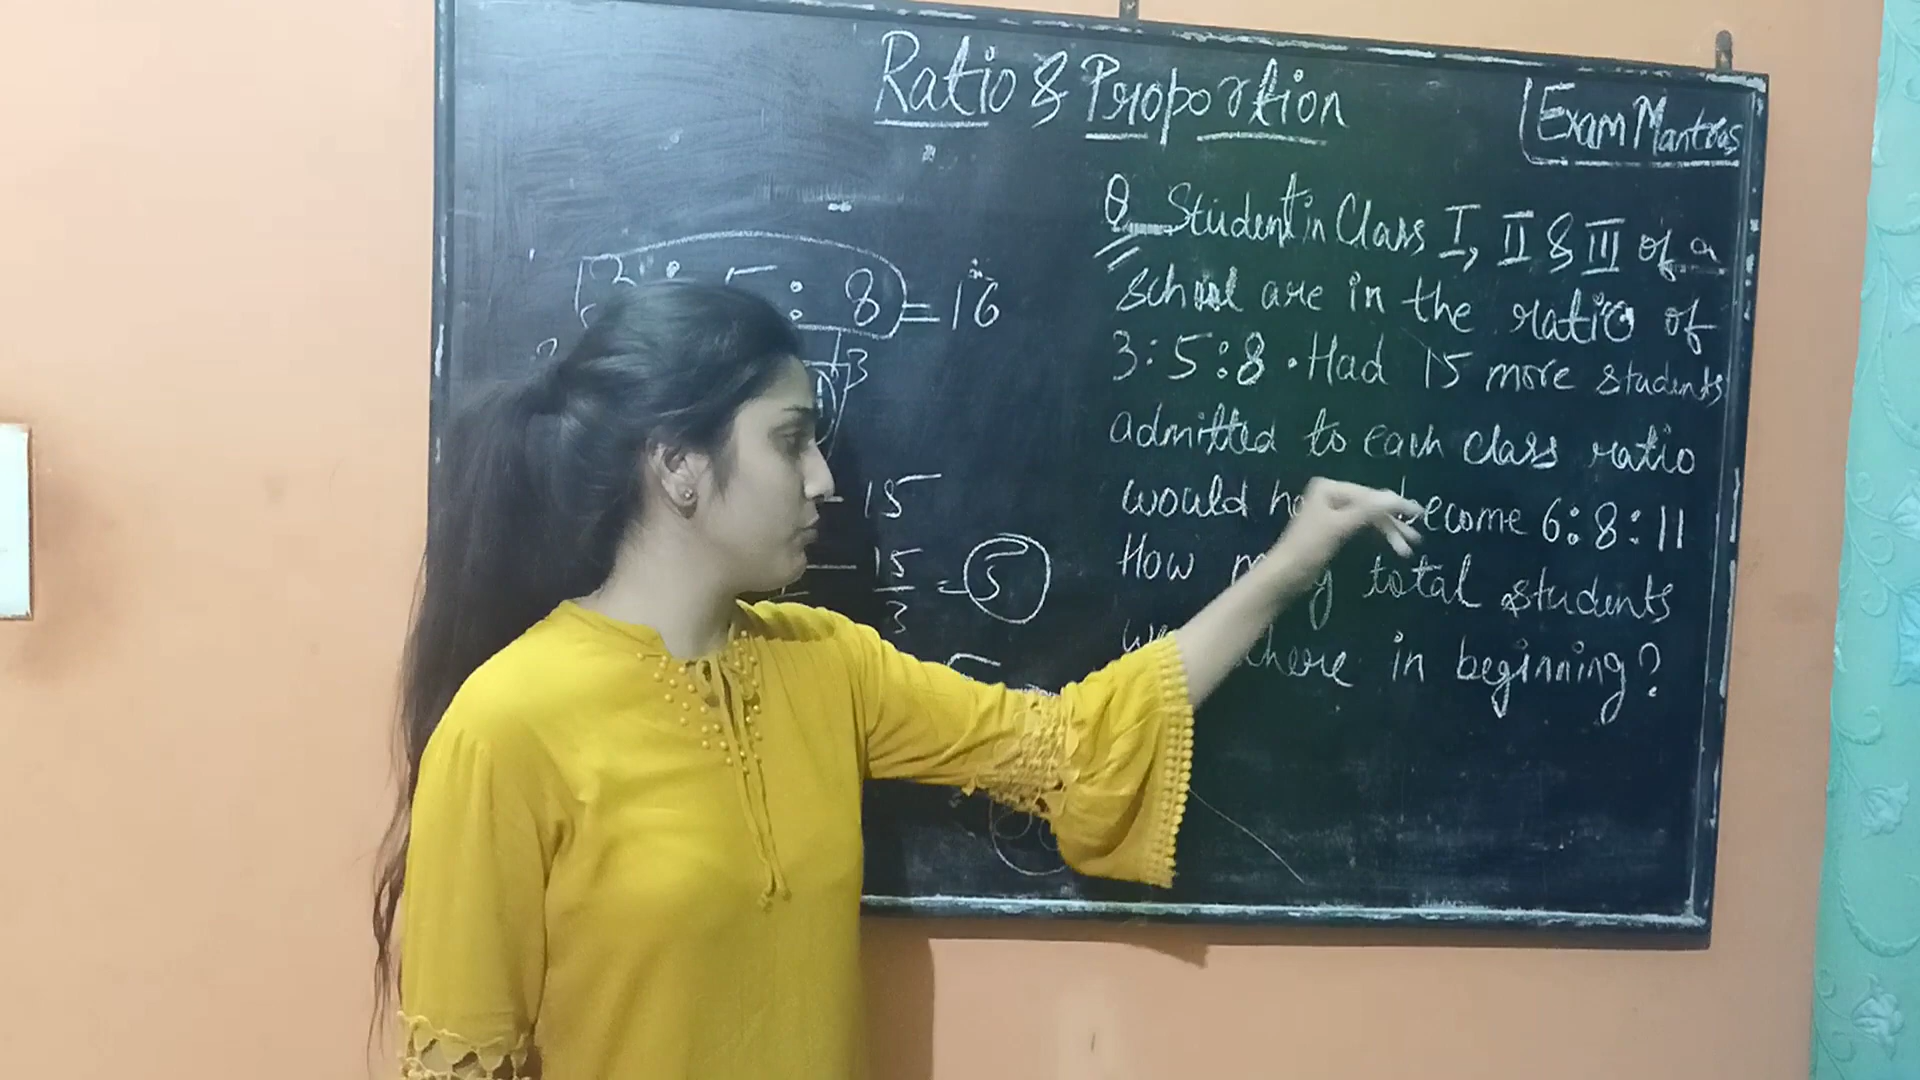 Ratio & Proportion
Exam Mantras
Q Student in Class I, II & III of a
school are in the ratio of
3:5:8 . Had 15 more students
admitted to each class ratio
would become 6:8:11
How total students
there in beginning?
: 8 = 16
3
15
15/3 = 5